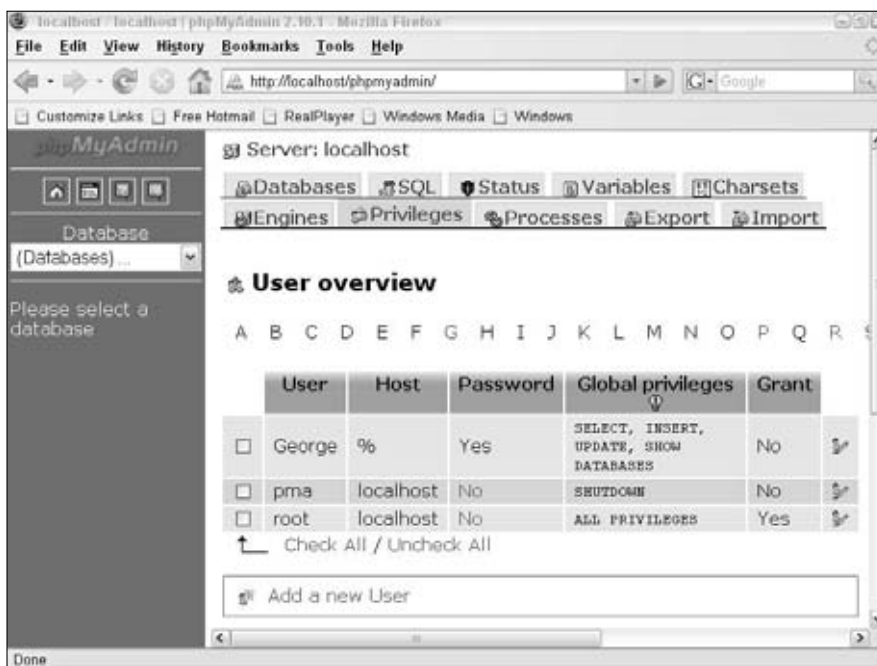 localhost / localhost | phpMyAdmin 2.10.1 - Mozilla Firefox
File Edit View History Bookmarks Tools Help
http://localhost/phpmyadmin/
G Google
Customize Links Free Hotmail RealPlayer Windows Media Windows
phpMyAdmin
Database
(Databases) ...
Please select a
database
Server: localhost
Databases SQL Status Variables Charsets
Engines Privileges Processes Export Import
User overview
A B C D E F G H I J K L M N O P Q R S
User Host Password Global privileges Grant
George % Yes SELECT, INSERT, UPDATE, SHOW DATABASES No
pma localhost No SHUTDOWN No
root localhost No ALL PRIVILEGES Yes
Check All / Uncheck All
Add a new User
Done